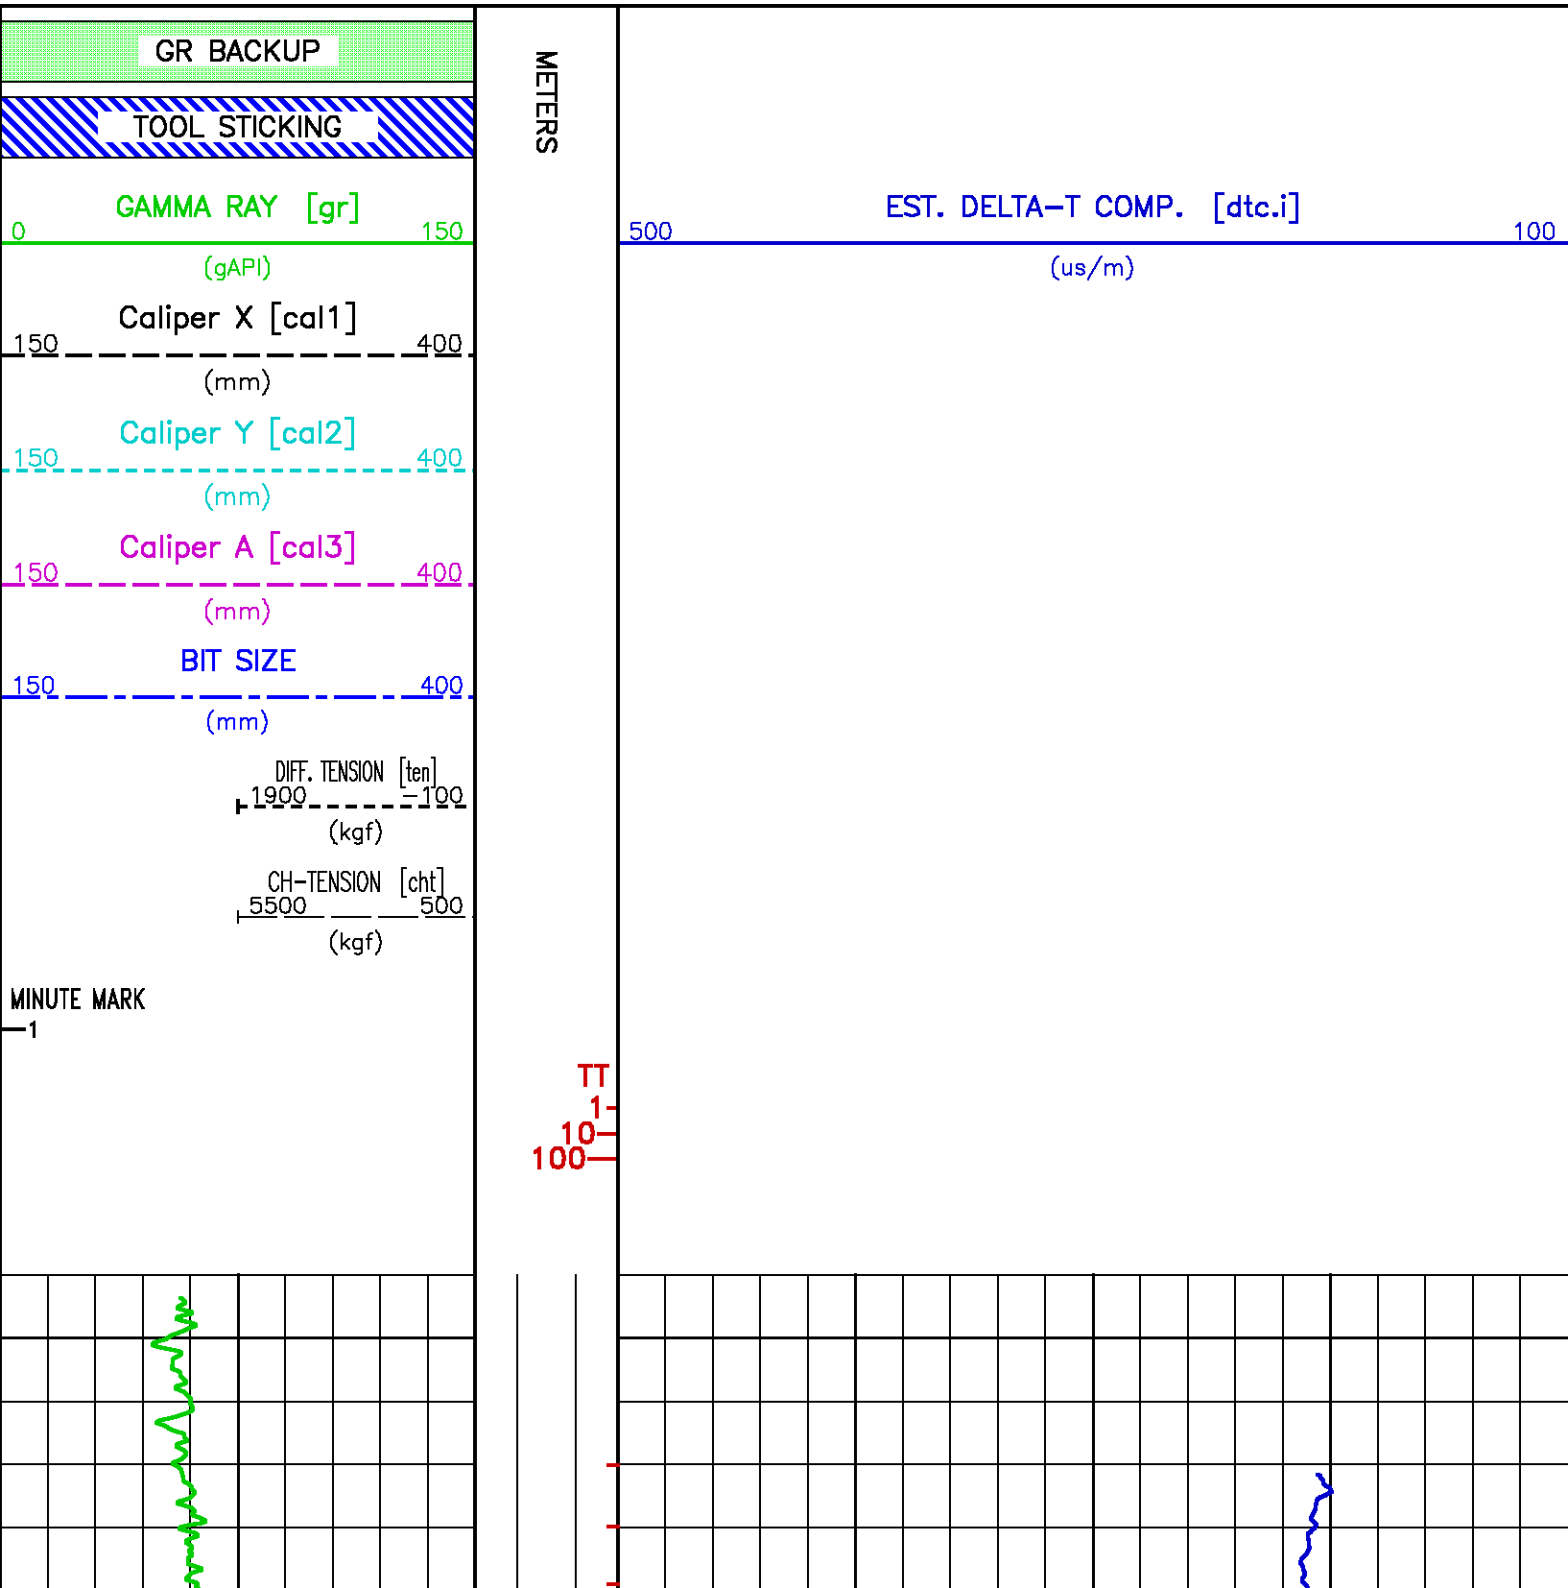 GR BACKUP
TOOL STICKING
GAMMA RAY [gr]
0 150
(gAPI)
Caliper X [cal1]
150 400
(mm)
Caliper Y [cal2]
150 400
(mm)
Caliper A [cal3]
150 400
(mm)
BIT SIZE
150 400
(mm)
DIFF. TENSION [ten]
1900 -100
(kgf)
CH-TENSION [cht]
5500 500
(kgf)
MINUTE MARK
1
METERS
TT
1
10
100
EST. DELTA-T COMP. [dtc.i]
500 100
(us/m)